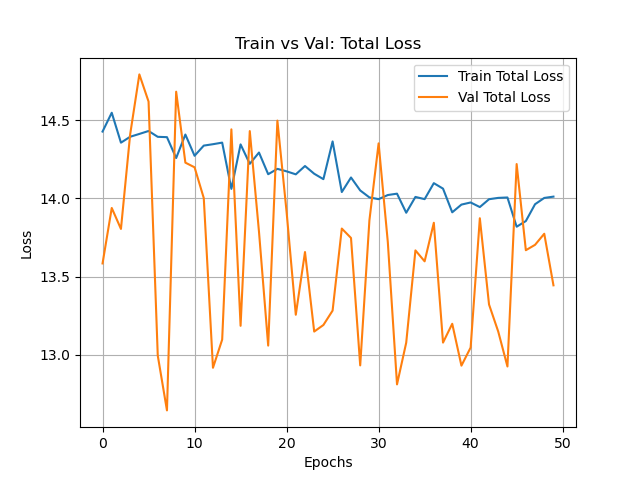 Train vs Val: Total Loss
Train Total Loss
Val Total Loss
14.5
14.0
13.5
13.0
Loss
0 10 20 30 40 50
Epochs